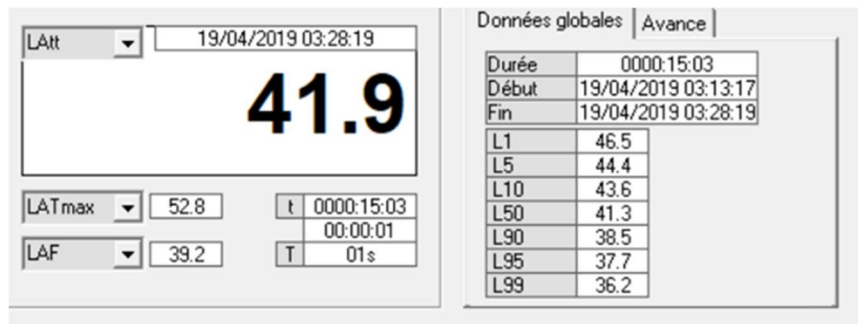 LAtt 19/04/2019 03:28:19
41.9
LATmax 52.8 t 0000:15:03
00:00:01
LAF 39.2 T 01s
Données globales Avance
Durée 0000:15:03
Début 19/04/2019 03:13:17
Fin 19/04/2019 03:28:19
L1 46.5
L5 44.4
L10 43.6
L50 41.3
L90 38.5
L95 37.7
L99 36.2